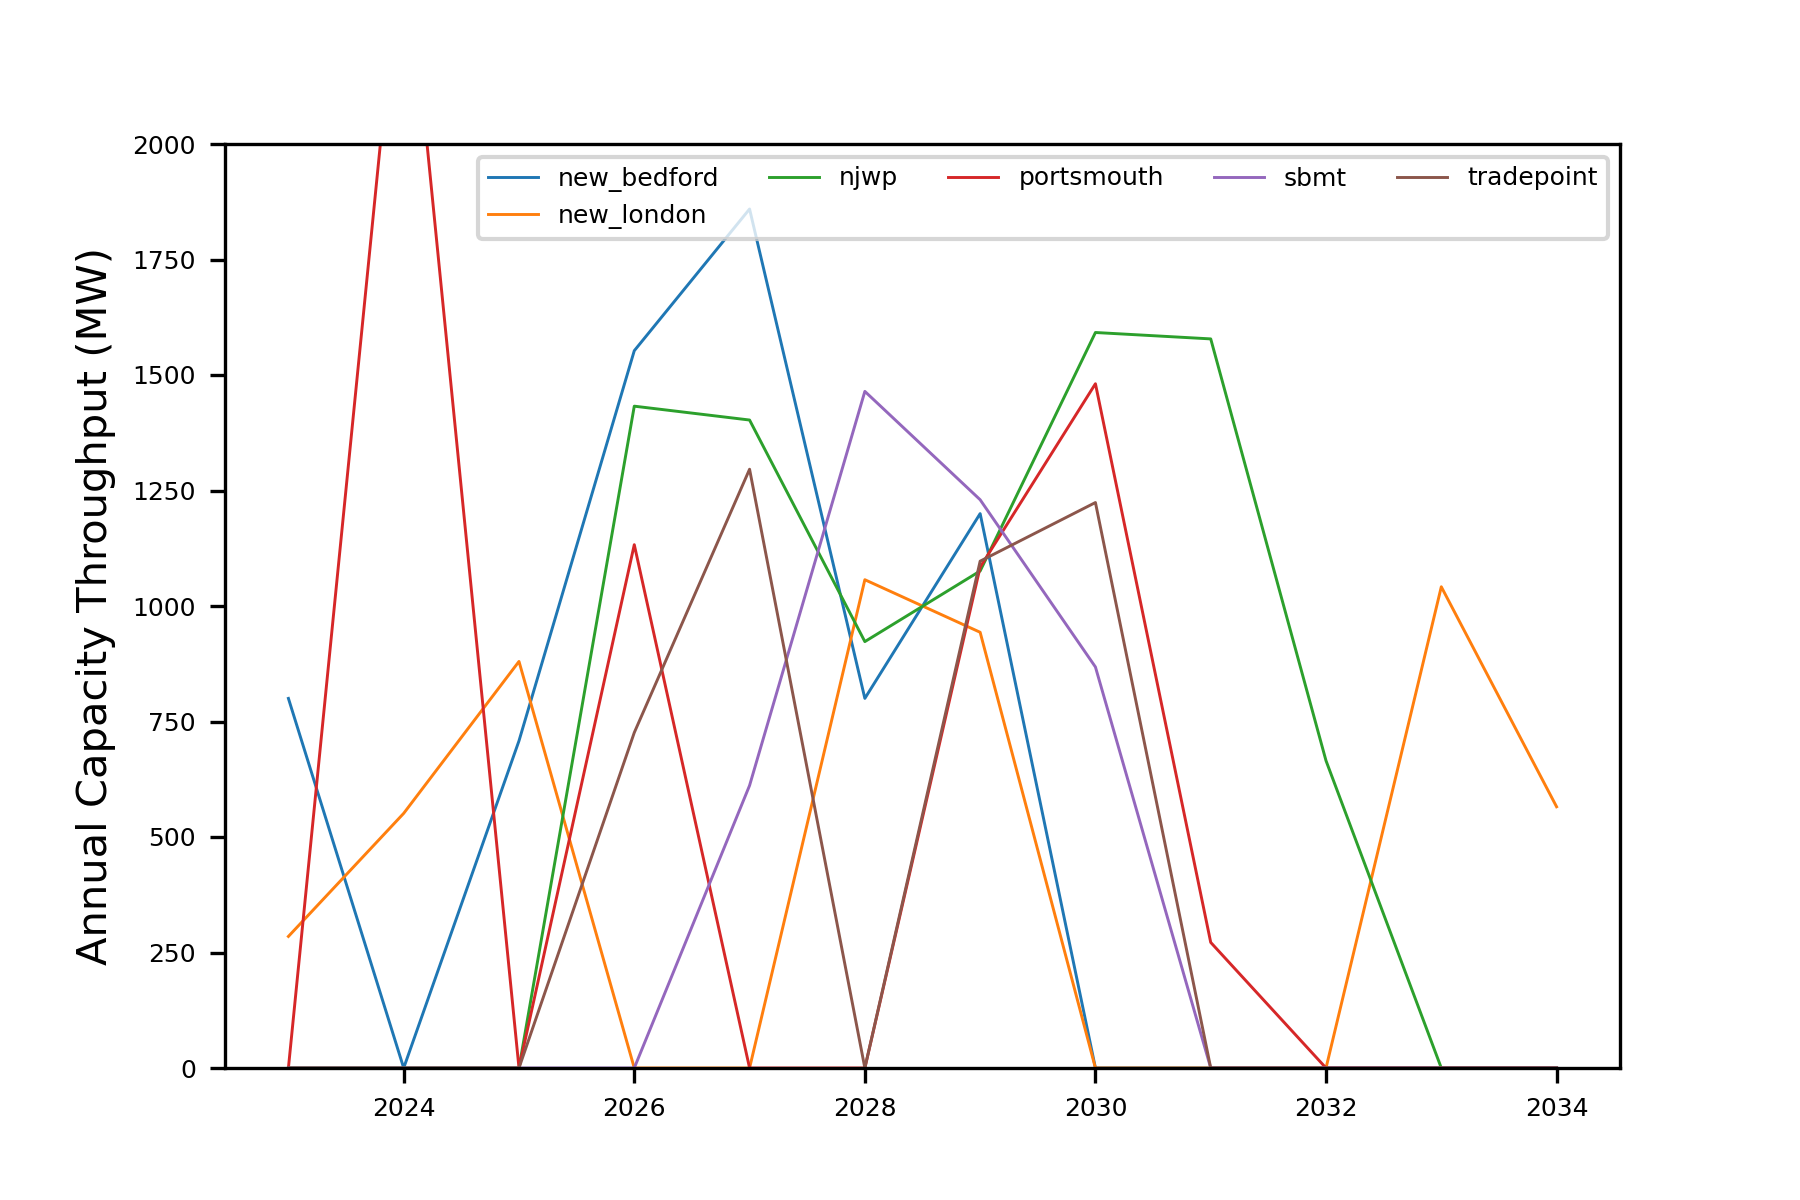 new_bedford njwp portsmouth sbmt tradepoint
new_london
Annual Capacity Throughput (MW)
2000
1750
1500
1250
1000
750
500
250
0
2024 2026 2028 2030 2032 2034